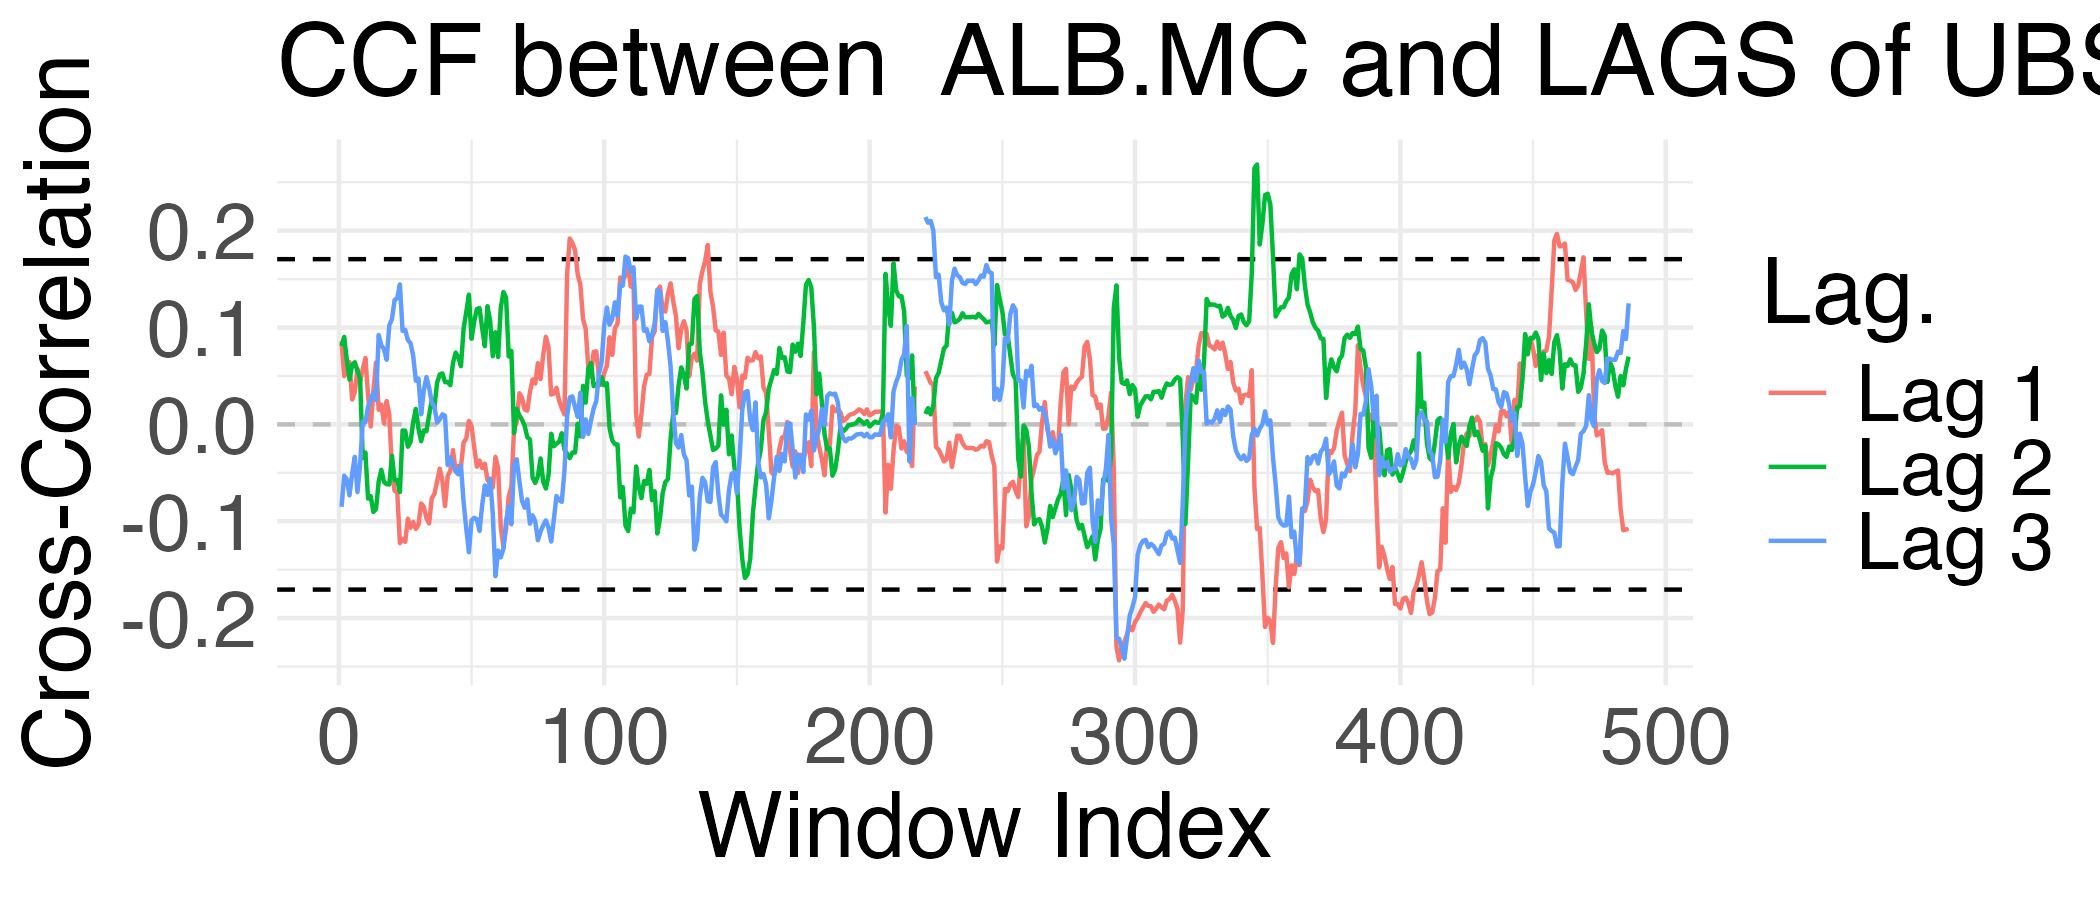 CCF between ALB.MC and LAGS of UBS
Cross-Correlation
0.2
0.1
0.0
-0.1
-0.2
0 100 200 300 400 500
Window Index
Lag.
Lag 1
Lag 2
Lag 3